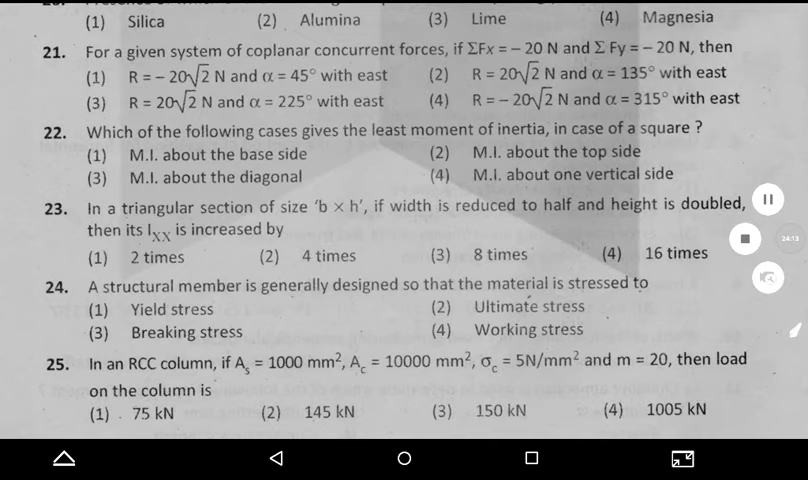 (1) Silica (2) Alumina (3) Lime (4) Magnesia
21. For a given system of coplanar concurrent forces, if ΣFx = – 20 N and Σ Fy = – 20 N, then
(1) R = – 20√2 N and α = 45° with east (2) R = 20√2 N and α = 135° with east
(3) R = 20√2 N and α = 225° with east (4) R = – 20√2 N and α = 315° with east
22. Which of the following cases gives the least moment of inertia, in case of a square ?
(1) M.I. about the base side (2) M.I. about the top side
(3) M.I. about the diagonal (4) M.I. about one vertical side
23. In a triangular section of size ‘b × h’, if width is reduced to half and height is doubled,
then its I_XX is increased by
(1) 2 times (2) 4 times (3) 8 times (4) 16 times
24:13
24. A structural member is generally designed so that the material is stressed to
(1) Yield stress (2) Ultimate stress
(3) Breaking stress (4) Working stress
25. In an RCC column, if A_s = 1000 mm², A_c = 10000 mm², σ_c = 5N/mm² and m = 20, then load
on the column is
(1) 75 kN (2) 145 kN (3) 150 kN (4) 1005 kN